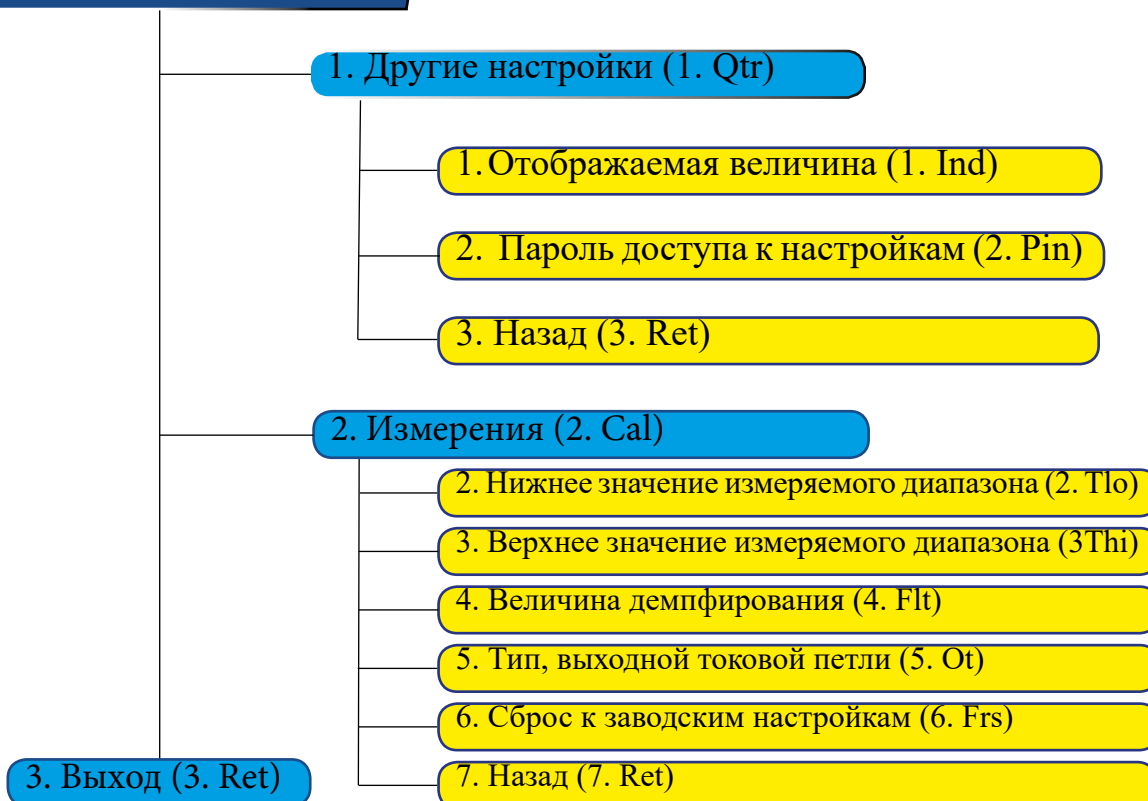 1. Другие настройки (1. Qtr)
1. Отображаемая величина (1. Ind)
2. Пароль доступа к настройкам (2. Pin)
3. Назад (3. Ret)
2. Измерения (2. Cal)
2. Нижнее значение измеряемого диапазона (2. Tlo)
3. Верхнее значение измеряемого диапазона (3Thi)
4. Величина демпфирования (4. Flt)
5. Тип, выходной токовой петли (5. Ot)
6. Сброс к заводским настройкам (6. Frs)
7. Назад (7. Ret)
3. Выход (3. Ret)